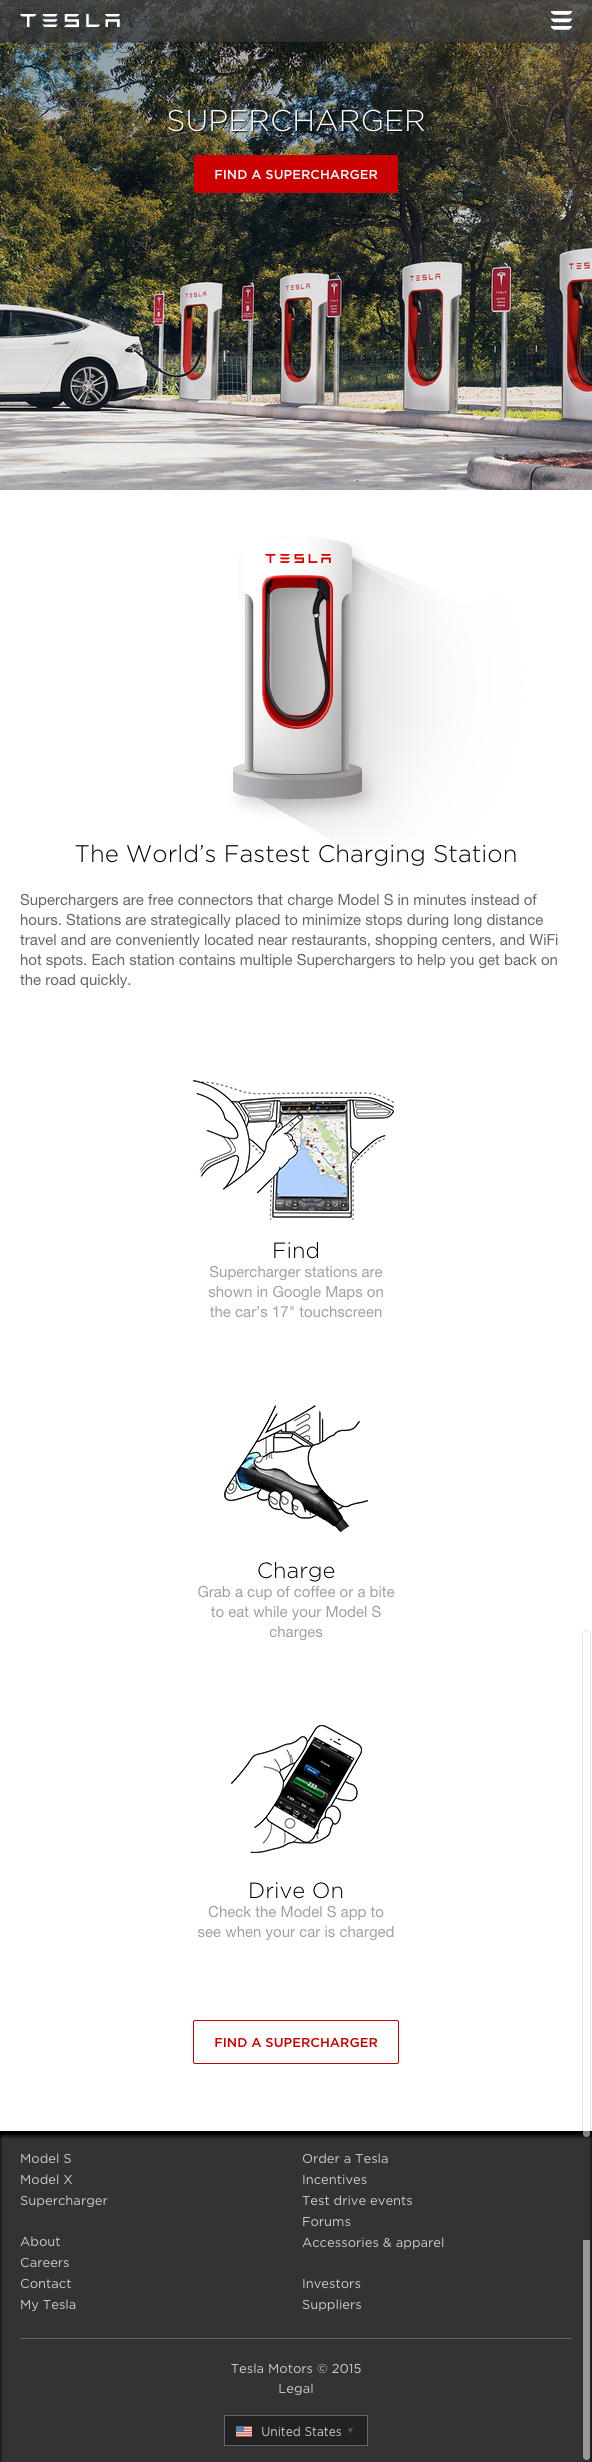 TESLA
SUPERCHARGER
FIND A SUPERCHARGER
TESLA
TESLA
TESLA
TESLA
The World’s Fastest Charging Station
Superchargers are free connectors that charge Model S in minutes instead of
hours. Stations are strategically placed to minimize stops during long distance
travel and are conveniently located near restaurants, shopping centers, and WiFi
hot spots. Each station contains multiple Superchargers to help you get back on
the road quickly.
Find
Supercharger stations are
shown in Google Maps on
the car’s 17" touchscreen
Charge
Grab a cup of coffee or a bite
to eat while your Model S
charges
Drive On
Check the Model S app to
see when your car is charged
FIND A SUPERCHARGER
Model S
Model X
Supercharger
About
Careers
Contact
My Tesla
Order a Tesla
Incentives
Test drive events
Forums
Accessories & apparel
Investors
Suppliers
Tesla Motors © 2015
Legal
United States